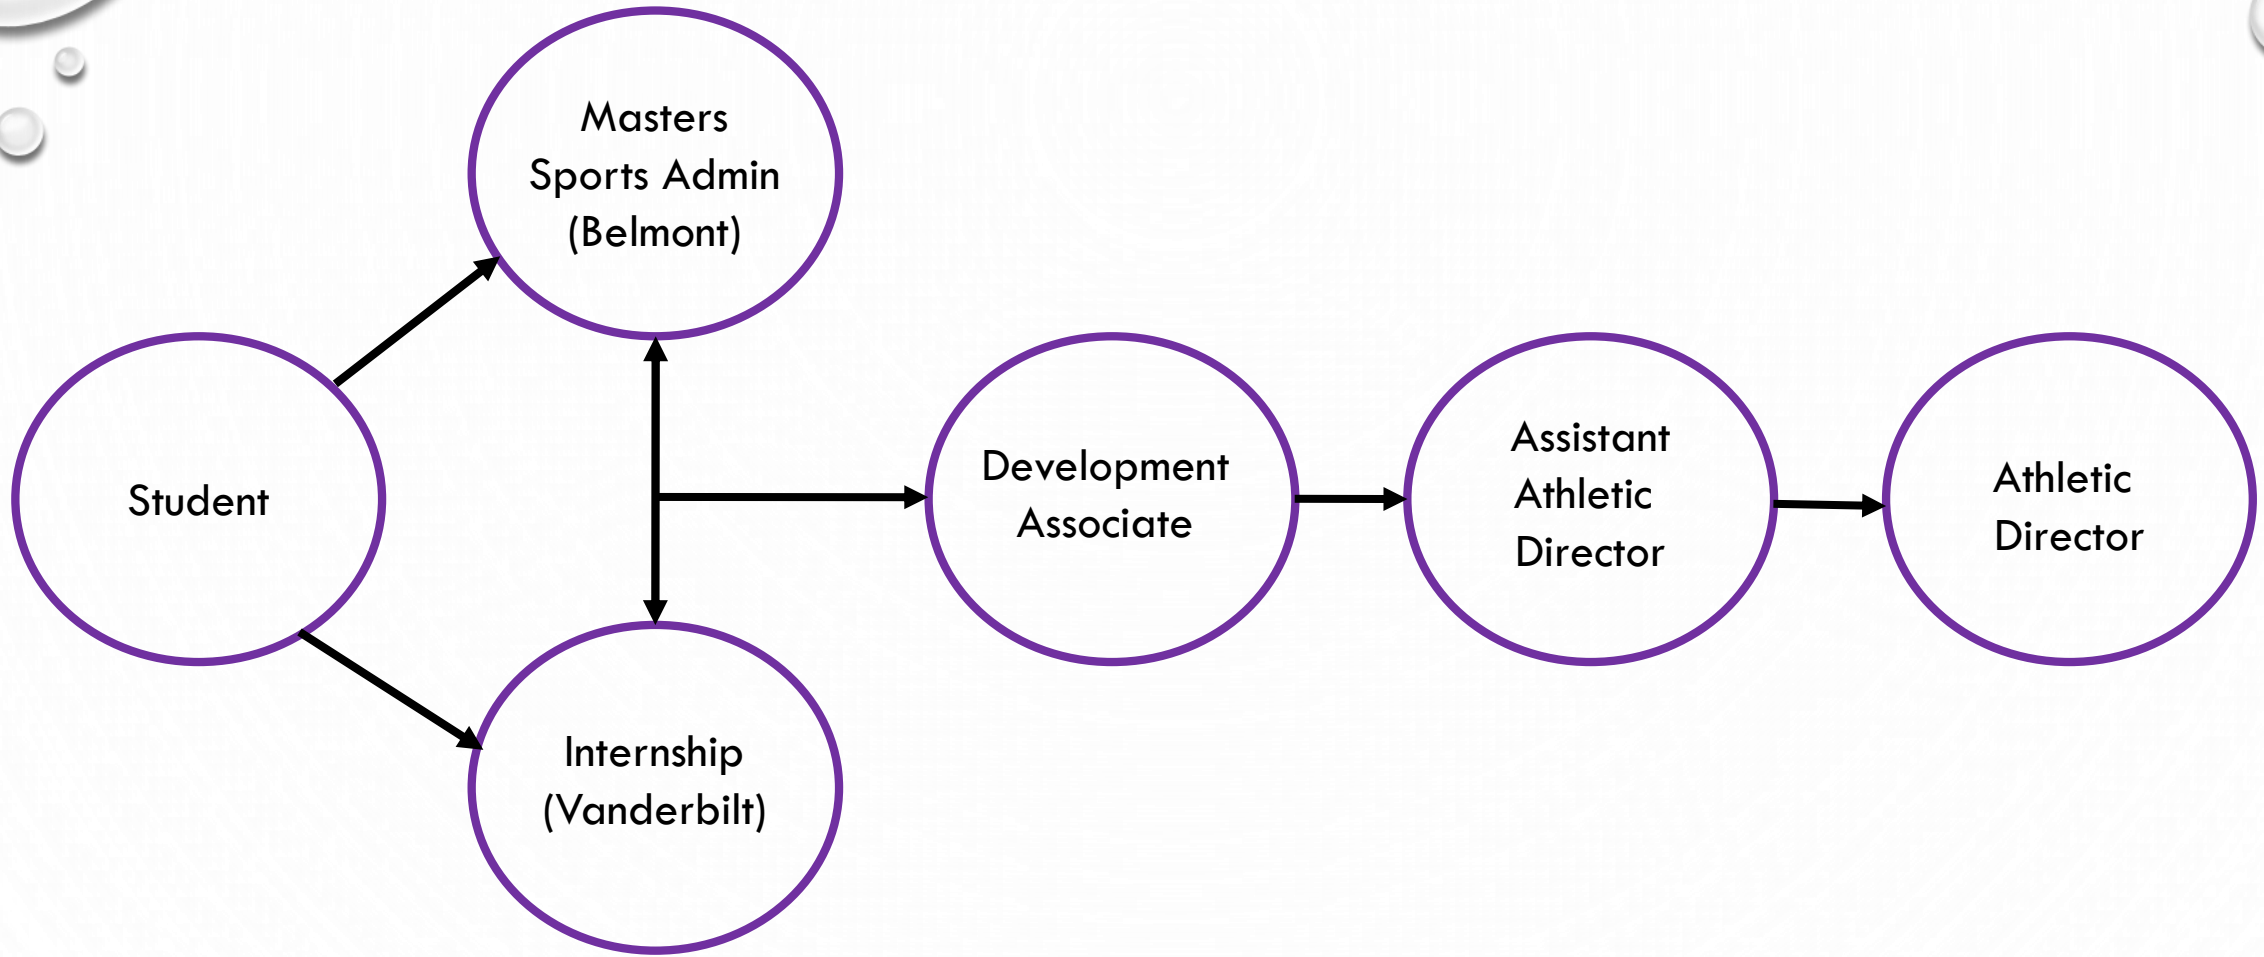 Masters
Sports Admin
(Belmont)
Student
Internship
(Vanderbilt)
Development
Associate
Assistant
Athletic
Director
Athletic
Director